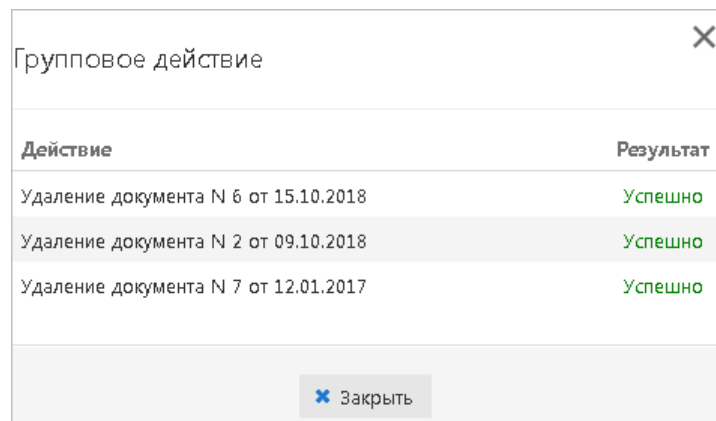 Групповое действие
Действие Результат
Удаление документа N 6 от 15.10.2018 Успешно
Удаление документа N 2 от 09.10.2018 Успешно
Удаление документа N 7 от 12.01.2017 Успешно
Закрыть